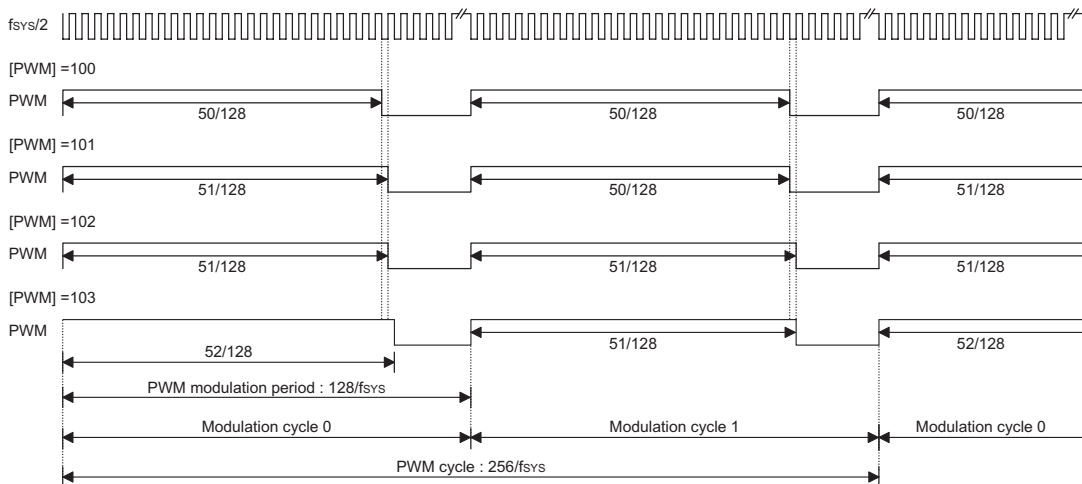 fSYS/2
[PWM] =100
PWM
50/128 50/128 50/128
[PWM] =101
PWM
51/128 50/128 51/128
[PWM] =102
PWM
51/128 51/128 51/128
[PWM] =103
PWM
52/128 51/128 52/128
PWM modulation period : 128/fSYS
Modulation cycle 0 Modulation cycle 1 Modulation cycle 0
PWM cycle : 256/fSYS